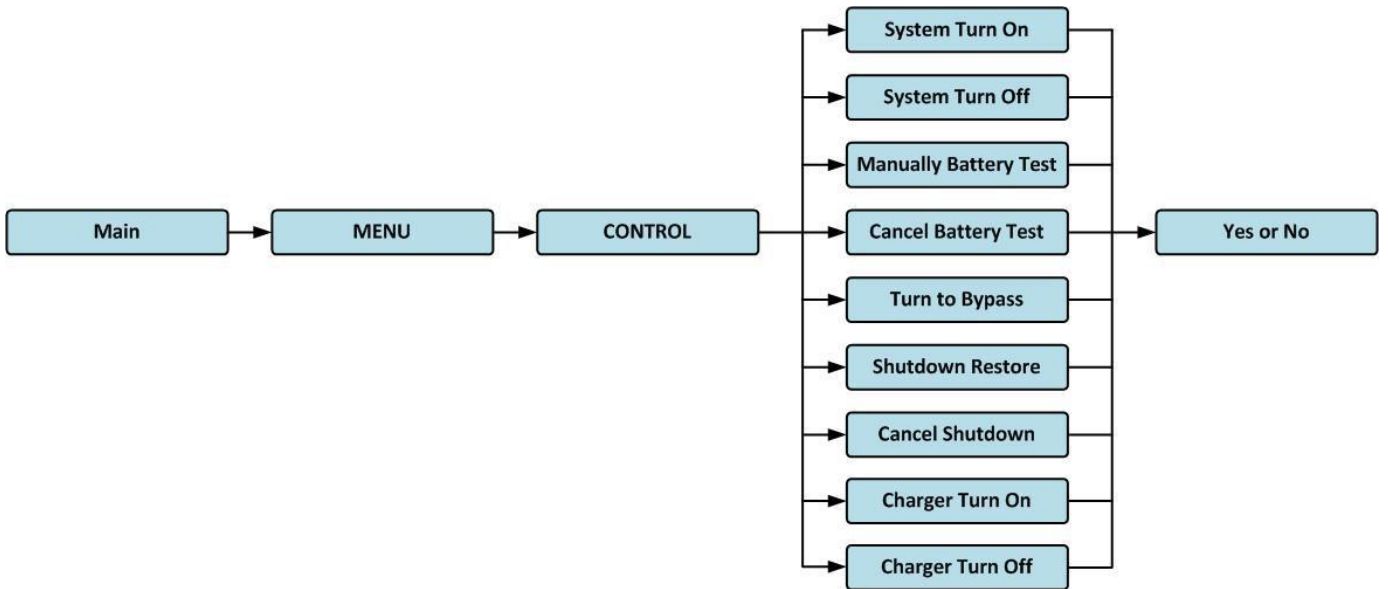 Main
MENU
CONTROL
System Turn On
System Turn Off
Manually Battery Test
Cancel Battery Test
Turn to Bypass
Shutdown Restore
Cancel Shutdown
Charger Turn On
Charger Turn Off
Yes or No